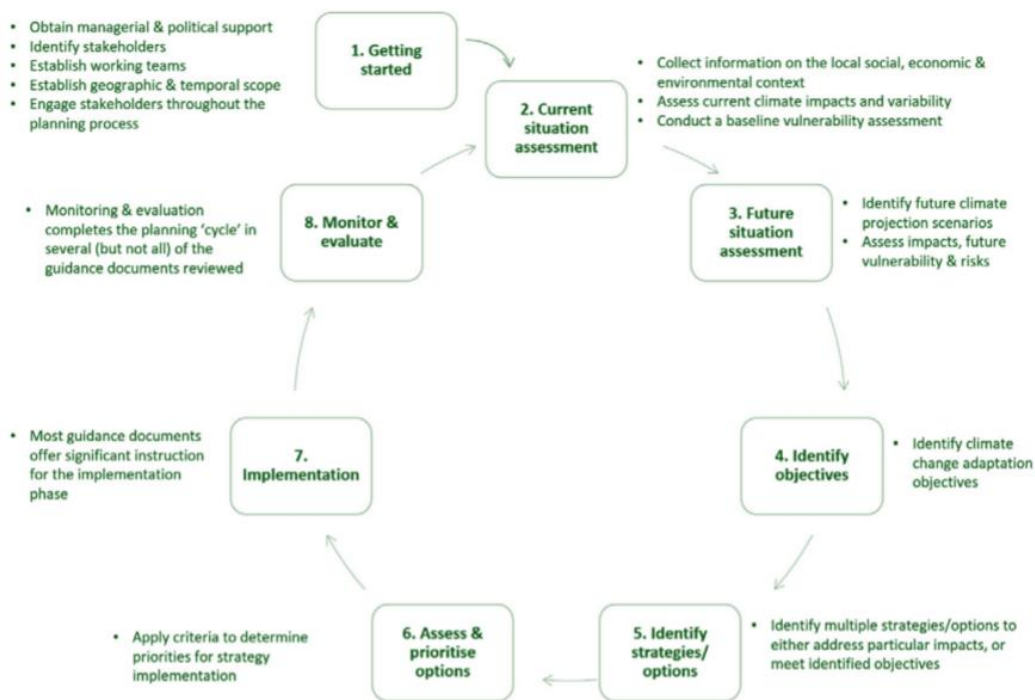 • Obtain managerial & political support
• Identify stakeholders
• Establish working teams
• Establish geographic & temporal scope
• Engage stakeholders throughout the
planning process
1. Getting
started
2. Current
situation
assessment
• Collect information on the local social, economic &
environmental context
• Assess current climate impacts and variability
• Conduct a baseline vulnerability assessment
3. Future
situation
assessment
• Identify future climate
projection scenarios
• Assess impacts, future
vulnerability & risks
4. Identify
objectives
• Identify climate
change adaptation
objectives
5. Identify
strategies/
options
• Identify multiple strategies/options to
either address particular impacts, or
meet identified objectives
6. Assess &
prioritise
options
• Apply criteria to determine
priorities for strategy
implementation
7.
Implementation
• Most guidance documents
offer significant instruction
for the implementation
phase
8. Monitor &
evaluate
• Monitoring & evaluation
completes the planning ‘cycle’ in
several (but not all) of the
guidance documents reviewed